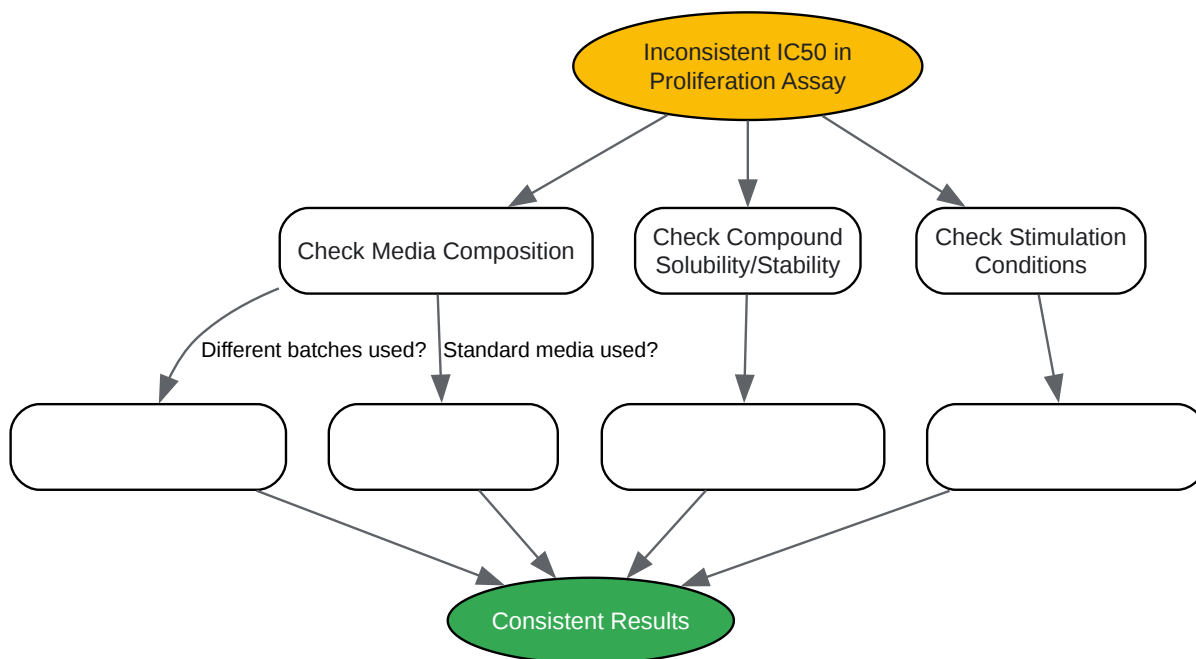 Inconsistent IC50 in
Proliferation Assay
Check Media Composition
Check Compound
Solubility/Stability
Check Stimulation
Conditions
Different batches used?
Standard media used?
Consistent Results